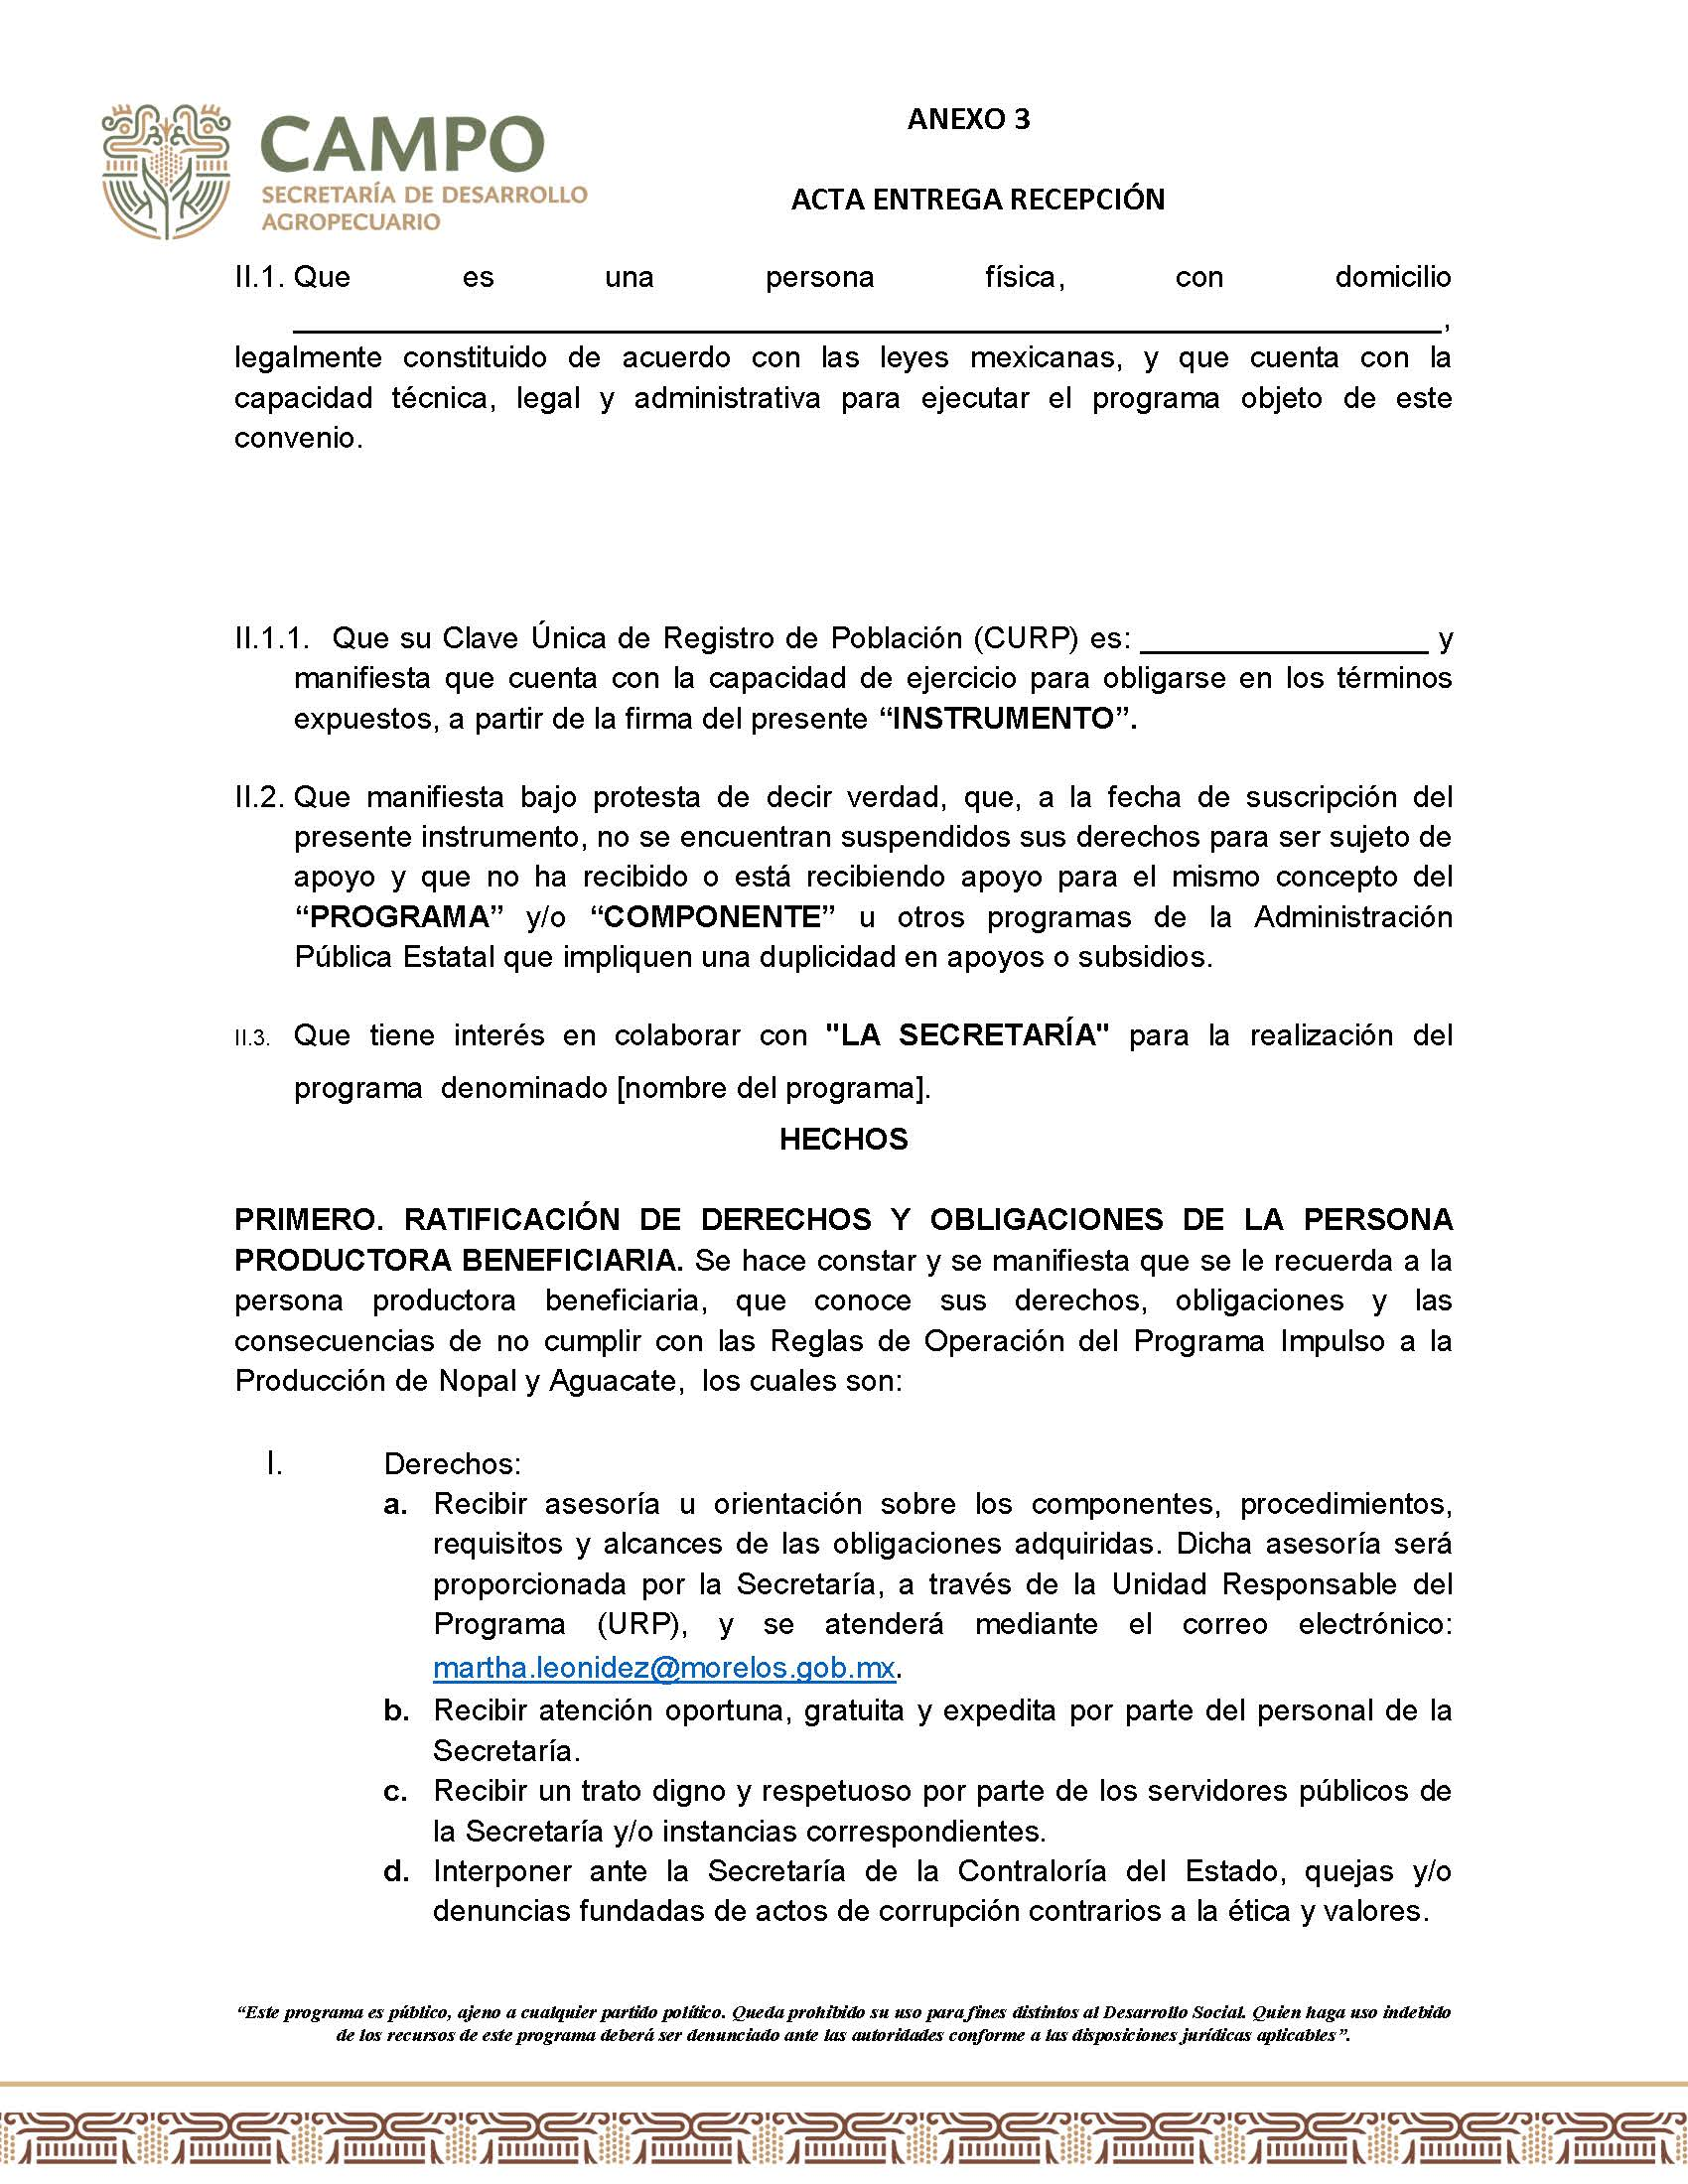 CAMPO
SECRETARÍA DE DESARROLLO
AGROPECUARIO
ANEXO 3
ACTA ENTREGA RECEPCIÓN
II.1. Que es una persona física, con domicilio
______________________________________________________________________,
legalmente constituido de acuerdo con las leyes mexicanas, y que cuenta con la
capacidad técnica, legal y administrativa para ejecutar el programa objeto de este
convenio.
II.1.1. Que su Clave Única de Registro de Población (CURP) es: _________________ y
manifiesta que cuenta con la capacidad de ejercicio para obligarse en los términos
expuestos, a partir de la firma del presente “INSTRUMENTO”.
II.2. Que manifiesta bajo protesta de decir verdad, que, a la fecha de suscripción del
presente instrumento, no se encuentran suspendidos sus derechos para ser sujeto de
apoyo y que no ha recibido o está recibiendo apoyo para el mismo concepto del
“PROGRAMA” y/o “COMPONENTE” u otros programas de la Administración
Pública Estatal que impliquen una duplicidad en apoyos o subsidios.
II.3. Que tiene interés en colaborar con "LA SECRETARÍA" para la realización del
programa denominado [nombre del programa].
HECHOS
PRIMERO. RATIFICACIÓN DE DERECHOS Y OBLIGACIONES DE LA PERSONA
PRODUCTORA BENEFICIARIA. Se hace constar y se manifiesta que se le recuerda a la
persona productora beneficiaria, que conoce sus derechos, obligaciones y las
consecuencias de no cumplir con las Reglas de Operación del Programa Impulso a la
Producción de Nopal y Aguacate, los cuales son:
I. Derechos:
a. Recibir asesoría u orientación sobre los componentes, procedimientos,
requisitos y alcances de las obligaciones adquiridas. Dicha asesoría será
proporcionada por la Secretaría, a través de la Unidad Responsable del
Programa (URP), y se atenderá mediante el correo electrónico:
martha.leonidez@morelos.gob.mx.
b. Recibir atención oportuna, gratuita y expedita por parte del personal de la
Secretaría.
c. Recibir un trato digno y respetuoso por parte de los servidores públicos de
la Secretaría y/o instancias correspondientes.
d. Interponer ante la Secretaría de la Contraloría del Estado, quejas y/o
denuncias fundadas de actos de corrupción contrarios a la ética y valores.
“Este programa es público, ajeno a cualquier partido político. Queda prohibido su uso para fines distintos al Desarrollo Social. Quien haga uso indebido
de los recursos de este programa deberá ser denunciado ante las autoridades conforme a las disposiciones jurídicas aplicables”.